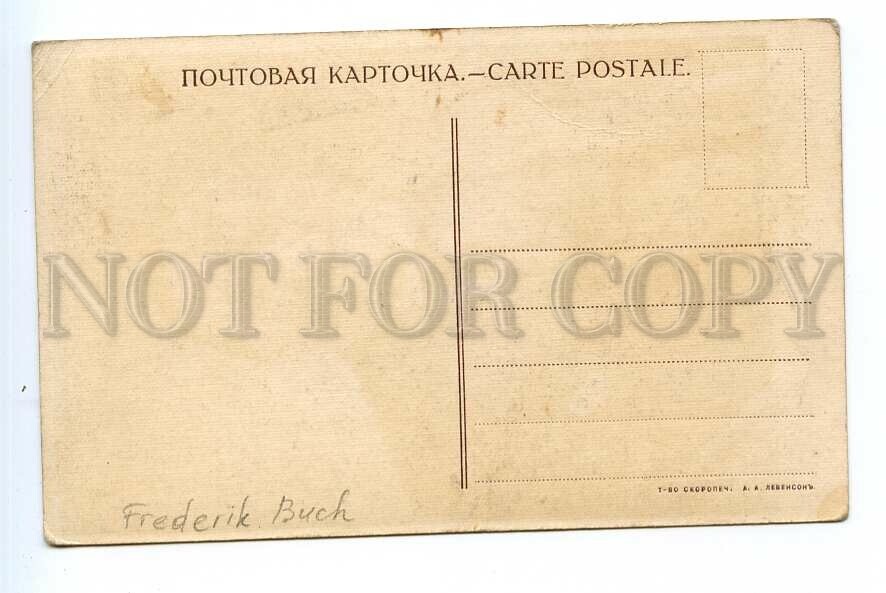 ПОЧТОВАЯ КАРТОЧКА.—CARTE POSTALE.
NOT FOR COPY
Т-ВО СКОРОПЕЧ. А. А. ЛЕВЕНСОНЪ
Frederik Buch